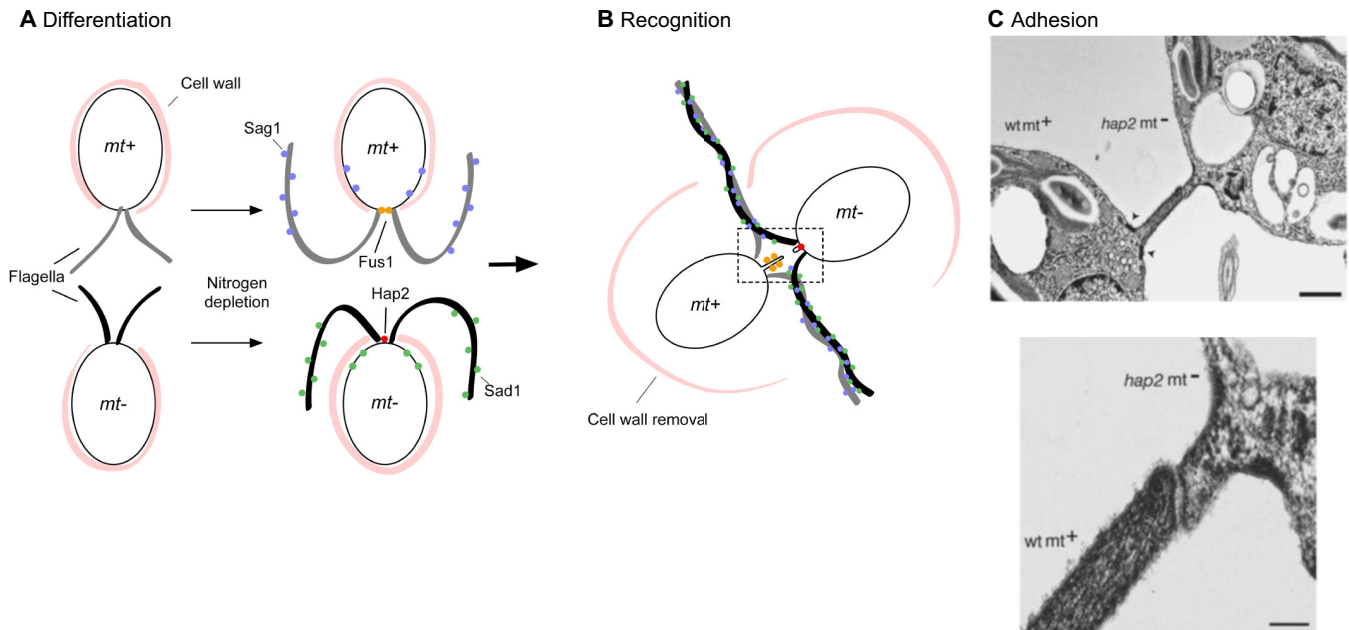 A Differentiation
Cell wall
mt+
Sag1
mt+
Fus1
Flagella
Nitrogen
depletion
Hap2
mt-
mt-
Sad1
B Recognition
mt-
mt+
Cell wall removal
C Adhesion
wt mt+
hap2 mt-
hap2 mt-
wt mt+